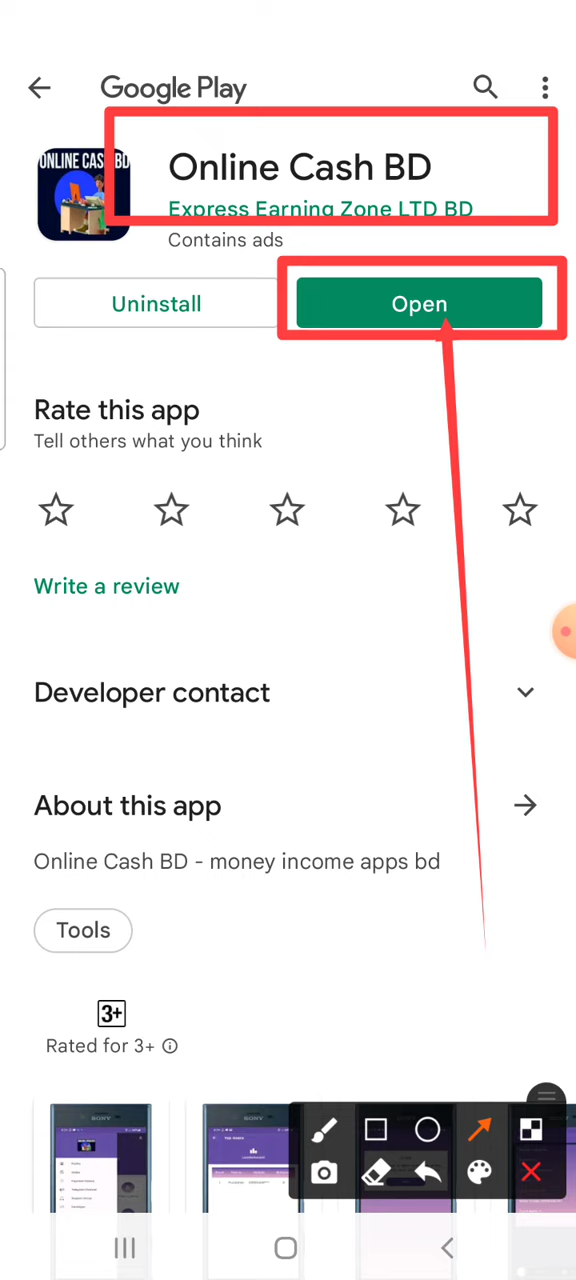 Google Play
ONLINE CASH BD
Online Cash BD
Express Earning Zone LTD BD
Contains ads
Uninstall
Open
Rate this app
Tell others what you think
Write a review
Developer contact
About this app
Online Cash BD - money income apps bd
Tools
3+
Rated for 3+
SONY
SONY